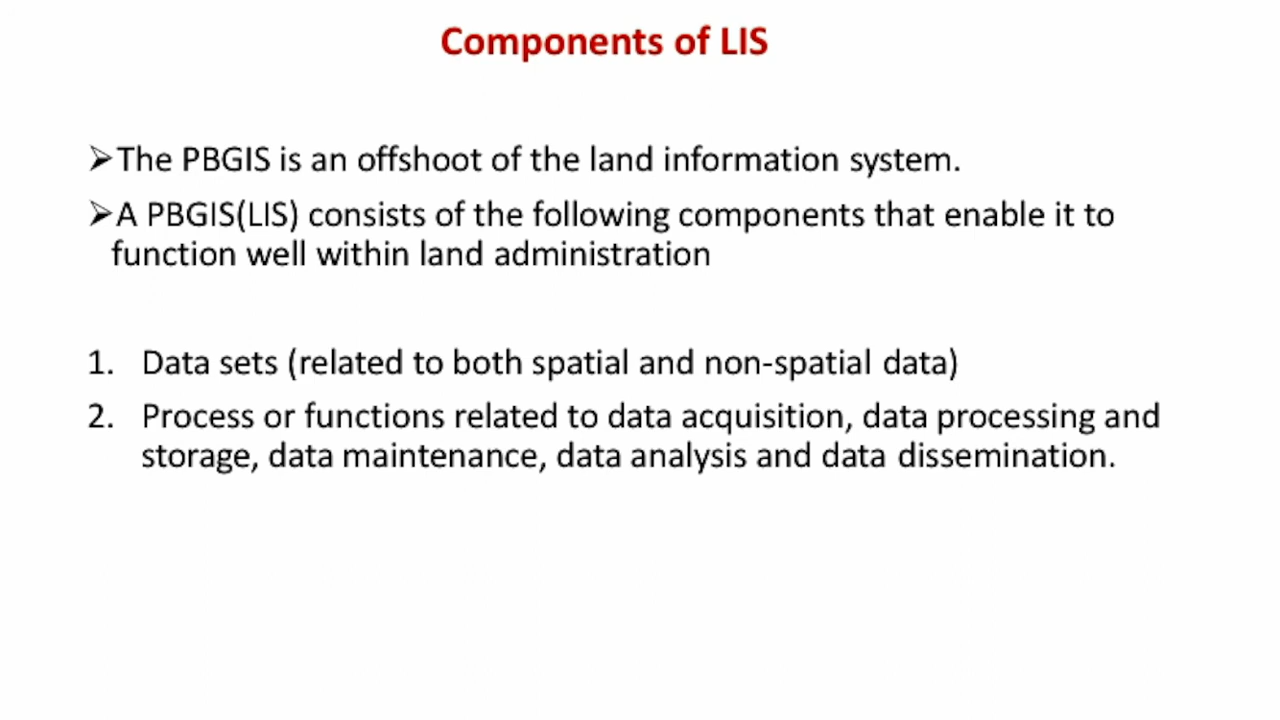 Components of LIS
➢The PBGIS is an offshoot of the land information system.
➢A PBGIS(LIS) consists of the following components that enable it to
function well within land administration
1. Data sets (related to both spatial and non-spatial data)
2. Process or functions related to data acquisition, data processing and
storage, data maintenance, data analysis and data dissemination.